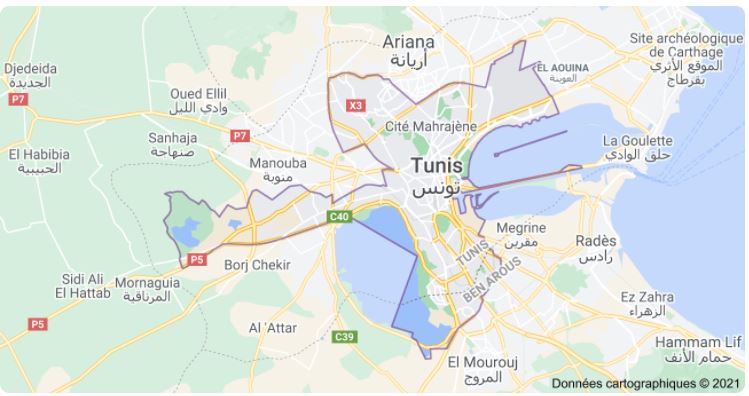 Ariana
أريانة
Site archéologique
de Carthage
الموقع الأثري
بقرطاج
EL AOUINA
العوينة
Djedeida
الجديدة
P7
Oued Ellil
وادي الليل
X3
Cité Mahrajène
P7
Sanhaja
صنهاجة
La Goulette
حلق الوادي
El Habibia
الحبيبية
Manouba
منوبة
Tunis
تونس
C40
Megrine
مقرين
Radès
رادس
TUNIS
BEN AROUS
P5
Borj Chekir
Sidi Ali
El Hattab
Mornaguia
المرناقية
Ez Zahra
الزهراء
P5
Al 'Attar
C39
Hammam Lif
حمام الأنف
El Mourouj
المروج
Données cartographiques © 2021